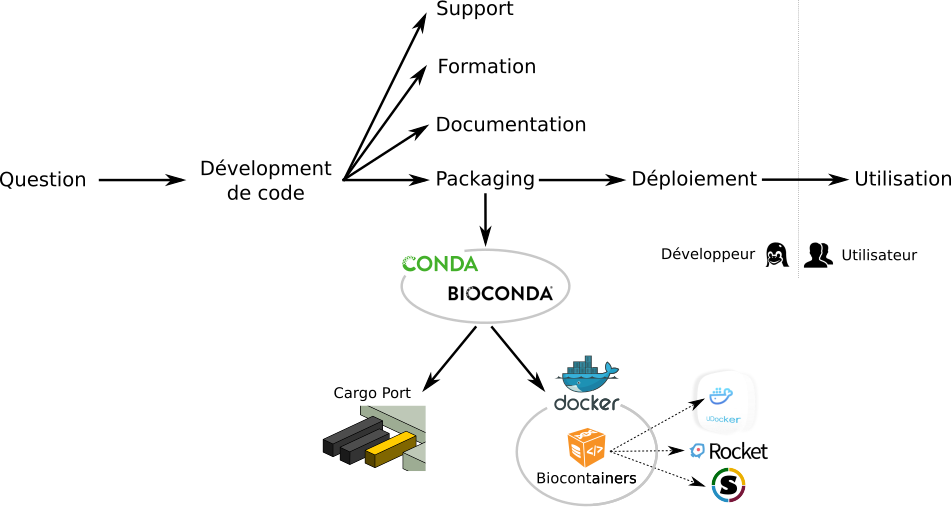 Support
Formation
Documentation
Question
Dévelopment
de code
Packaging
Déploiement
Utilisation
Développeur
Utilisateur
CONDA
BIOCONDA
Cargo Port
docker
Biocontainers
uDocker
Rocket
S